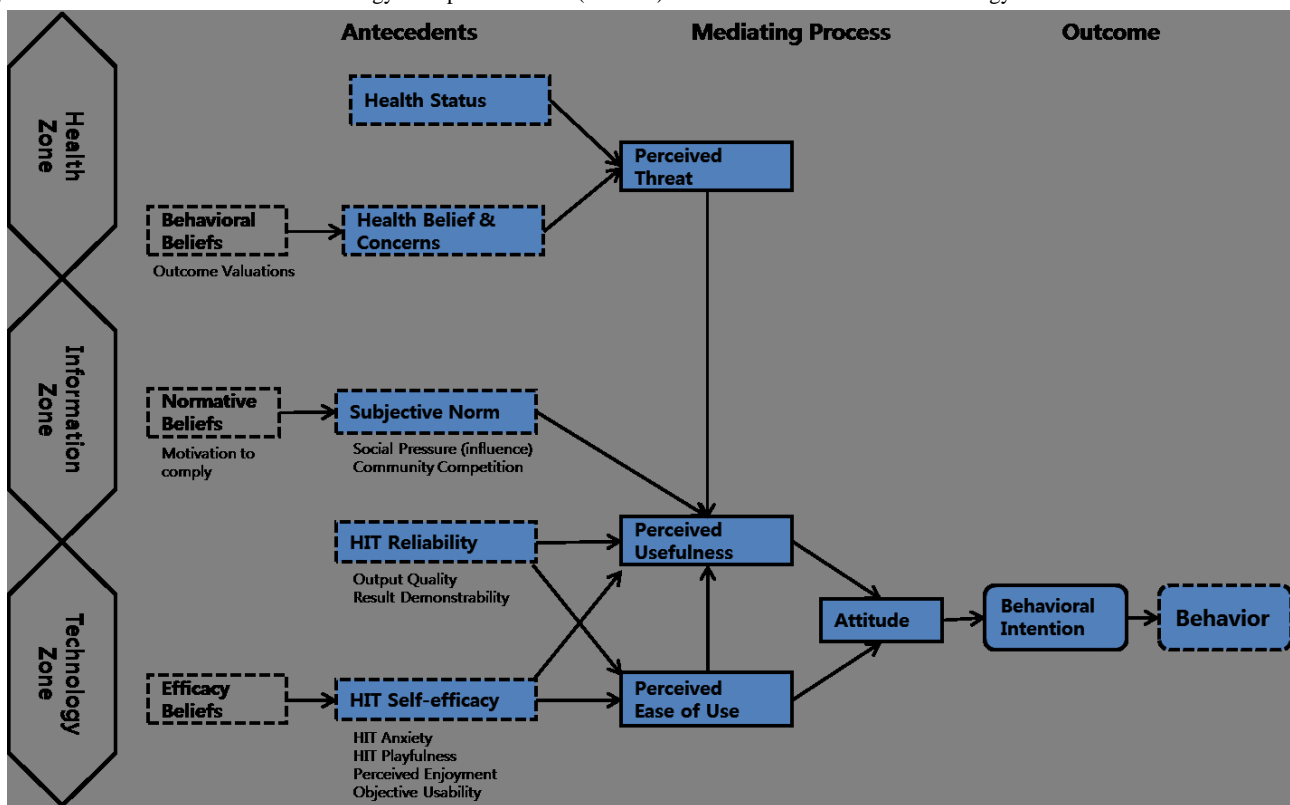 Antecedents
Mediating Process
Outcome
Health
Zone
Health Status
Perceived
Threat
Behavioral
Beliefs
Outcome Valuations
Health Belief &
Concerns
Information
Zone
Normative
Beliefs
Motivation to
comply
Subjective Norm
Social Pressure (influence)
Community Competition
HIT Reliability
Output Quality
Result Demonstrability
Perceived
Usefulness
Technology
Zone
Attitude
Behavioral
Intention
Behavior
Efficacy
Beliefs
HIT Self-efficacy
HIT Anxiety
HIT Playfulness
Perceived Enjoyment
Objective Usability
Perceived
Ease of Use